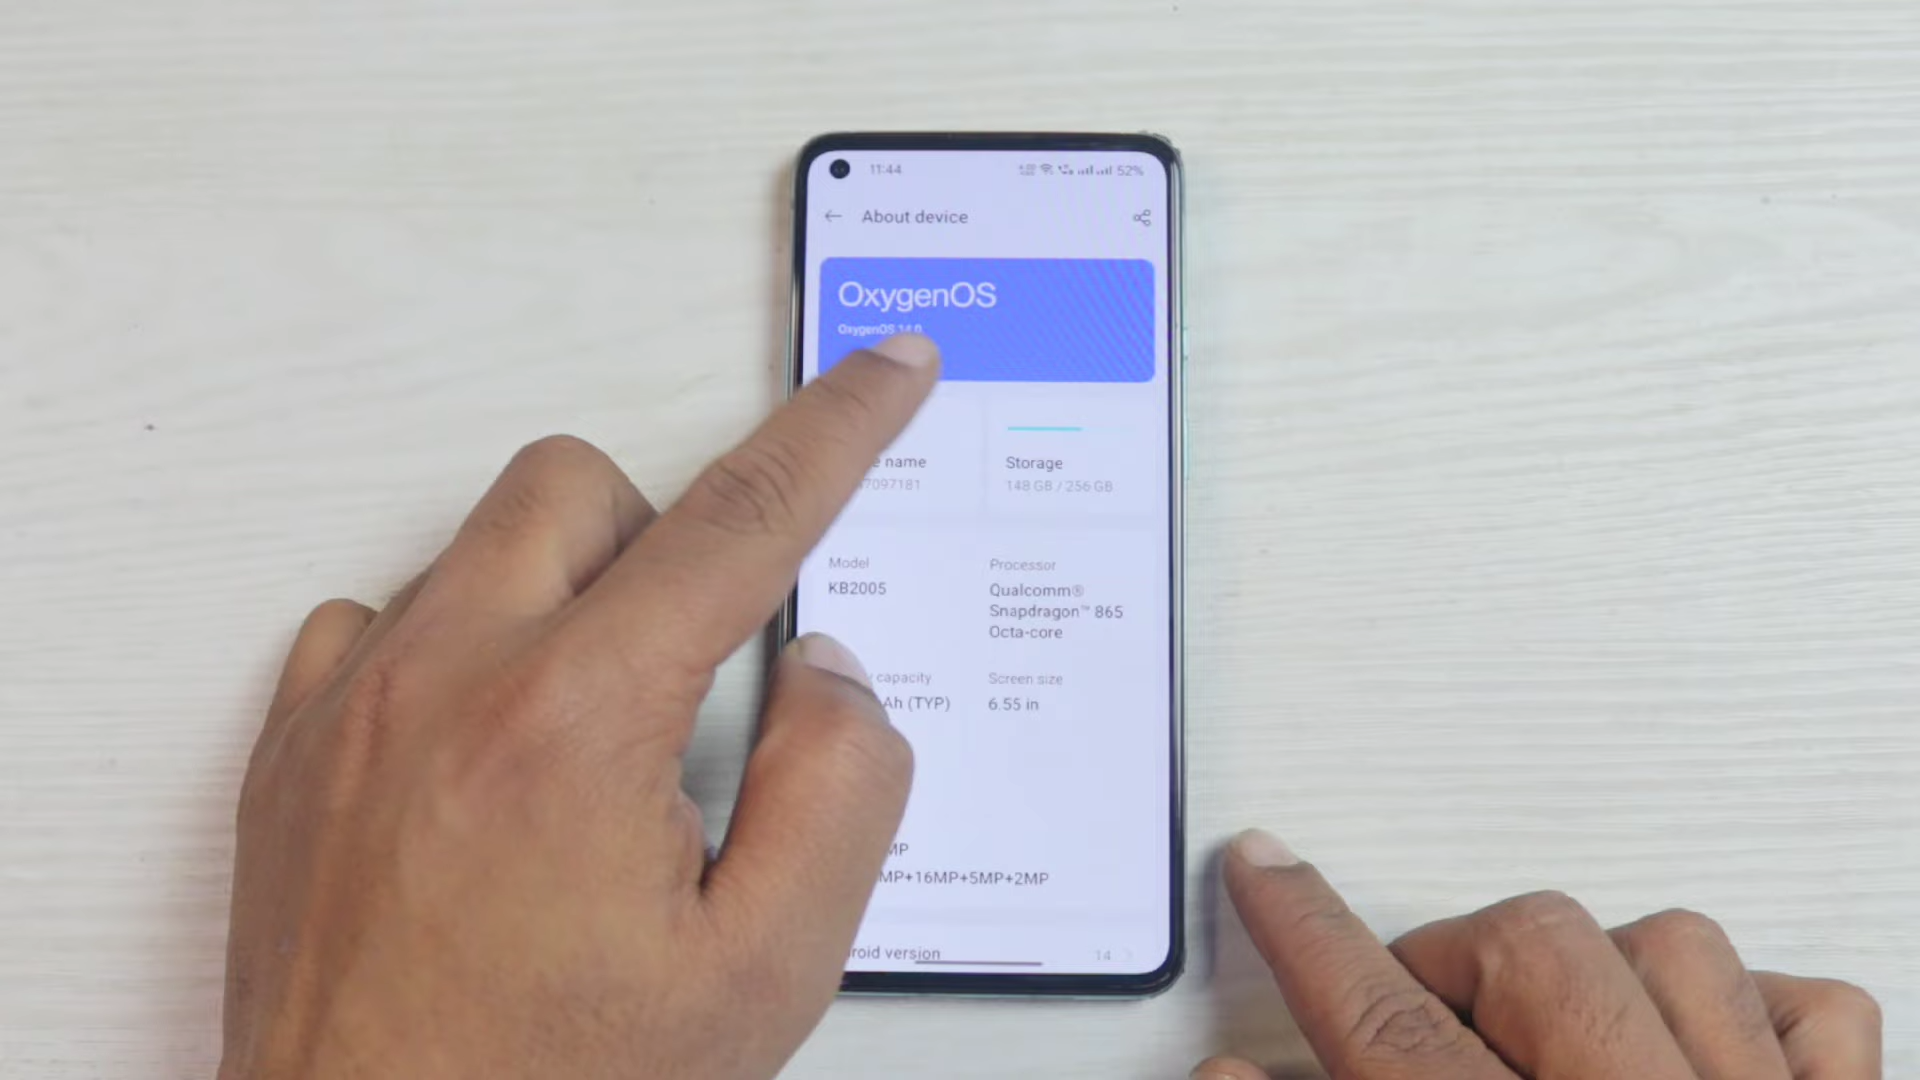 11:44
52%
About device
OxygenOS
OxygenOS 14.0
name
7097181
Storage
148 GB / 256 GB
Model
KB2005
Processor
Qualcomm®
Snapdragon™ 865
Octa-core
capacity
Ah (TYP)
Screen size
6.55 in
MP
MP+16MP+5MP+2MP
roid version
14